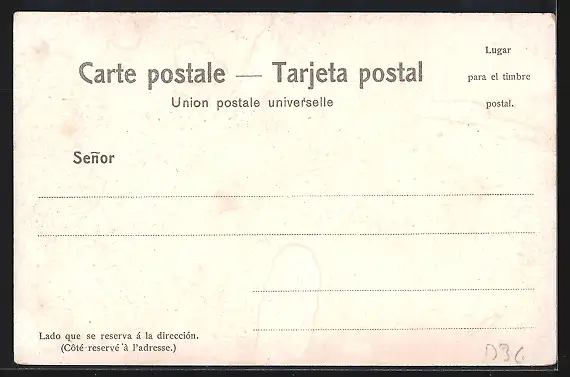 Lugar
para el timbre
postal.
Carte postale — Tarjeta postal
Union postale universelle
Señor
Lado que se reserva á la dirección.
(Côté reservé à l'adresse.)
D36